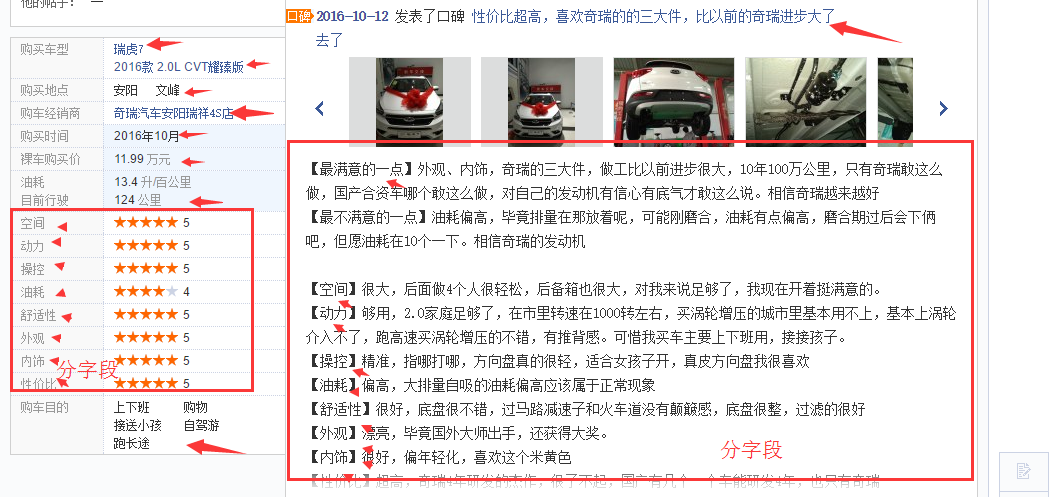 他的帖子： 一
购买车型 瑞虎7
2016款 2.0L CVT耀臻版
购买地点 安阳 文峰
购车经销商 奇瑞汽车安阳瑞祥4S店
购买时间 2016年10月
裸车购买价 11.99 万元
油耗 13.4 升/百公里
目前行驶 124 公里
空间 ★★★★★ 5
动力 ★★★★★ 5
操控 ★★★★★ 5
油耗 ★★★★★ 4
舒适性 ★★★★★ 5
外观 ★★★★★ 5
内饰 ★★★★★ 5
分字段
性价比 ★★★★★ 5
购车目的 上下班 购物
接送小孩 自驾游
跑长途
口碑 2016-10-12 发表了口碑 性价比超高，喜欢奇瑞的的三大件，比以前的奇瑞进步大了
去了
【最满意的一点】外观、内饰，奇瑞的三大件，做工比以前进步很大，10年100万公里，只有奇瑞敢这么
做，国产合资车哪个敢这么做，对自己的发动机有信心有底气才敢这么说。相信奇瑞越来越好
【最不满意的一点】油耗偏高，毕竟排量在那放着呢，可能刚磨合，油耗有点偏高，磨合期过后会下俩
吧，但愿油耗在10个一下。相信奇瑞的发动机
【空间】很大，后面做4个人很轻松，后备箱也很大，对我来说足够了，我现在开着挺满意的。
【动力】够用，2.0家庭足够了，在市里转速在1000转左右，买涡轮增压的城市里基本用不上，基本上涡轮
介入不了，跑高速买涡轮增压的不错，有推背感。可惜我买车主要上下班用，接接孩子。
【操控】精准，指哪打哪，方向盘真的很轻，适合女孩子开，真皮方向盘我很喜欢
【油耗】偏高，大排量自吸的油耗偏高应该属于正常现象
【舒适性】很好，底盘很不错，过马路减速子和火车道没有颠簸感，底盘很整，过滤的很好
【外观】漂亮，毕竟国外大师出手，还获得大奖。
【内饰】很好，偏年轻化，喜欢这个米黄色
分字段
【性价比】超高，奇瑞4年研发的杰作，很了不起，国产有几个一个车能研发4年，也只有奇瑞